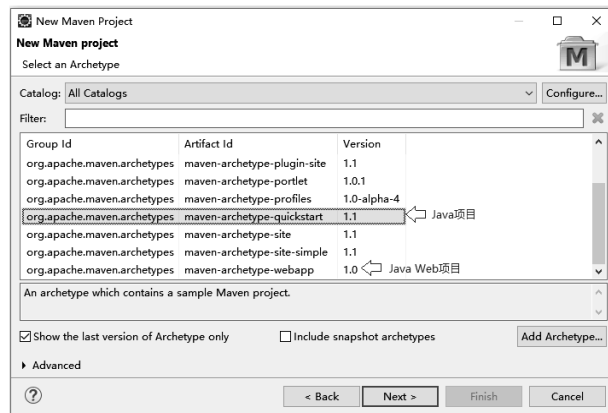 New Maven Project
New Maven project
Select an Archetype
Catalog: All Catalogs Configure...
Filter:
Group Id Artifact Id Version
org.apache.maven.archetypes maven-archetype-plugin-site 1.1
org.apache.maven.archetypes maven-archetype-portlet 1.0.1
org.apache.maven.archetypes maven-archetype-profiles 1.0-alpha-4
org.apache.maven.archetypes maven-archetype-quickstart 1.1 Java项目
org.apache.maven.archetypes maven-archetype-site 1.1
org.apache.maven.archetypes maven-archetype-site-simple 1.1
org.apache.maven.archetypes maven-archetype-webapp 1.0 Java Web项目
An archetype which contains a sample Maven project.
Show the last version of Archetype only Include snapshot archetypes Add Archetype...
Advanced
< Back Next > Finish Cancel